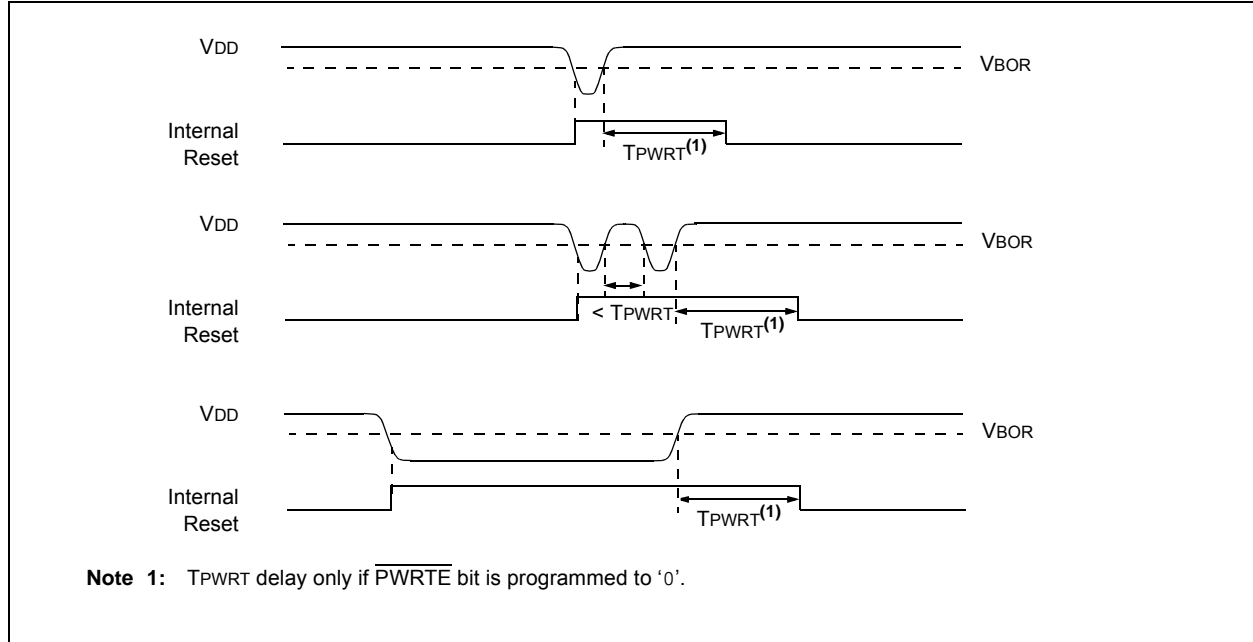 VDD
VBOR
Internal
Reset
TPWRT(1)
VDD
VBOR
Internal
Reset
< TPWRT
TPWRT(1)
VDD
VBOR
Internal
Reset
TPWRT(1)
Note 1: TPWRT delay only if PWRTE bit is programmed to ‘0’.